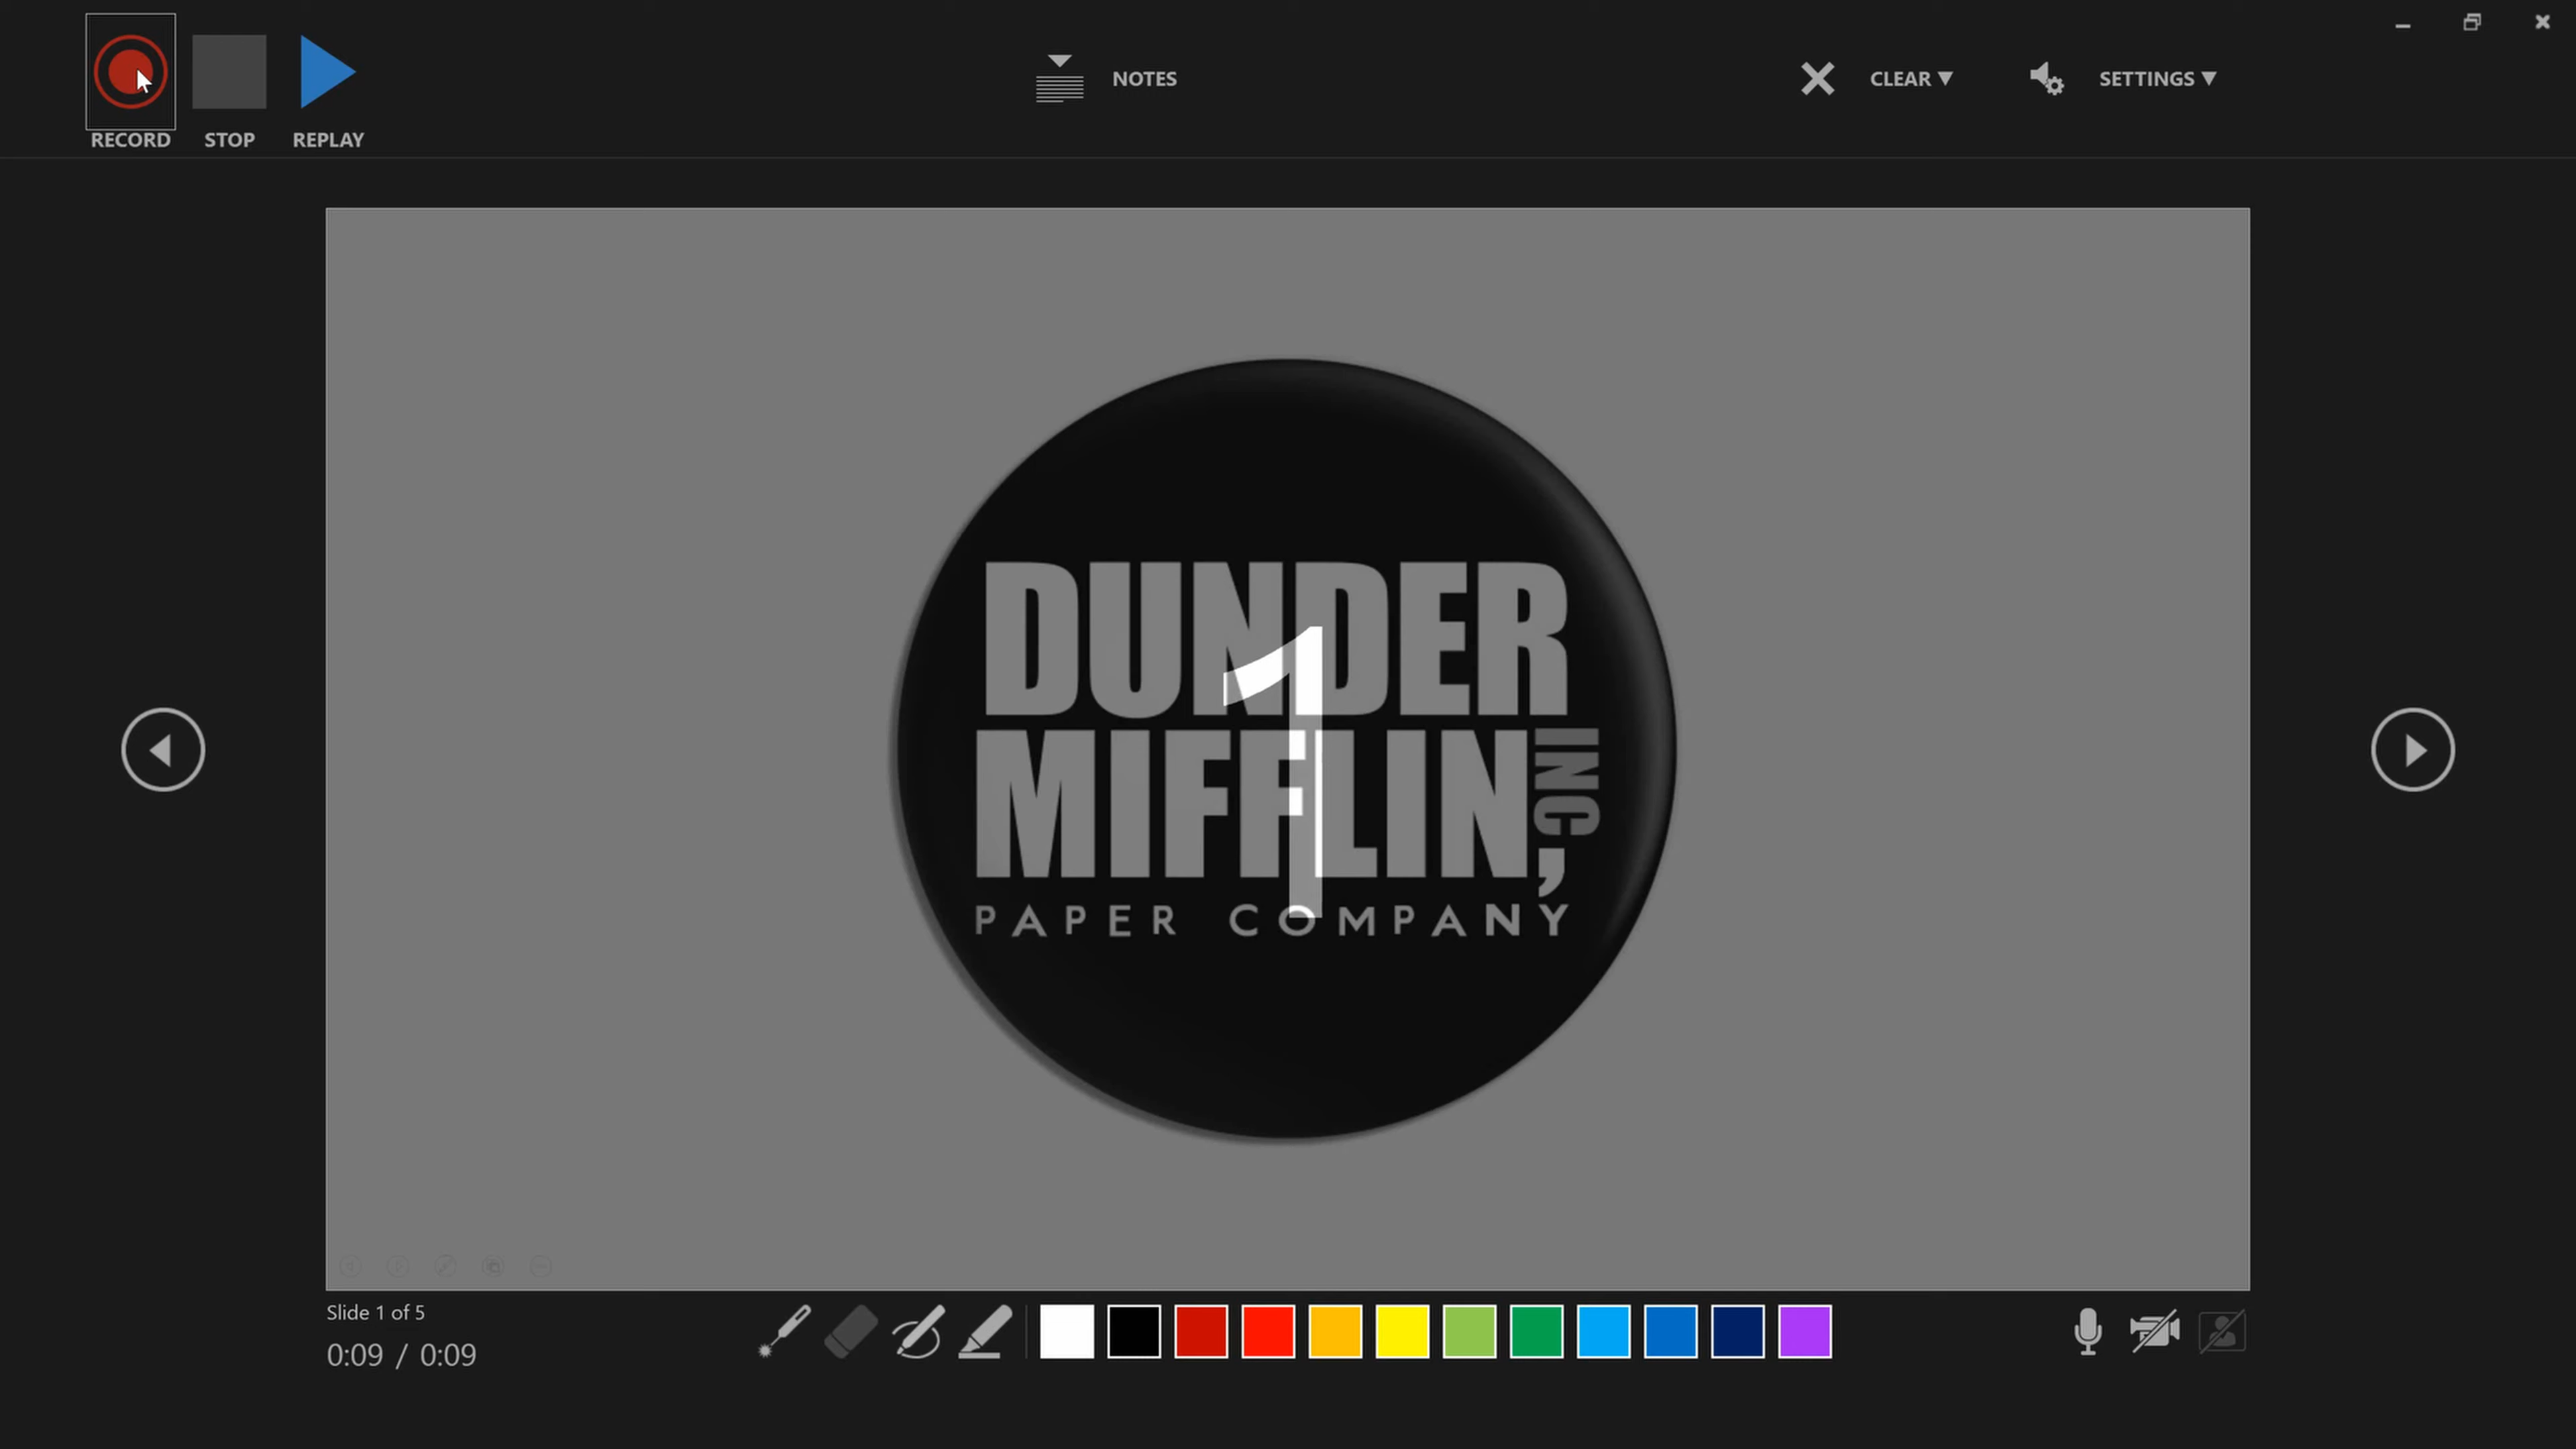 RECORD STOP REPLAY
NOTES
CLEAR
SETTINGS
DUNDER
MIFFLIN,
INC
PAPER COMPANY
1
Slide 1 of 5
0:09 / 0:09